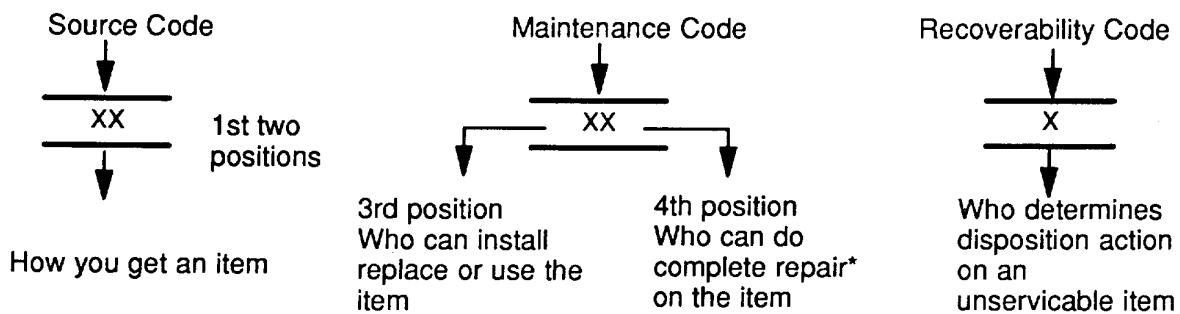 Source Code
XX
1st two
positions
How you get an item
Maintenance Code
XX
3rd position
Who can install
replace or use the
item
4th position
Who can do
complete repair*
on the item
Recoverability Code
X
Who determines
disposition action
on an
unservicable item